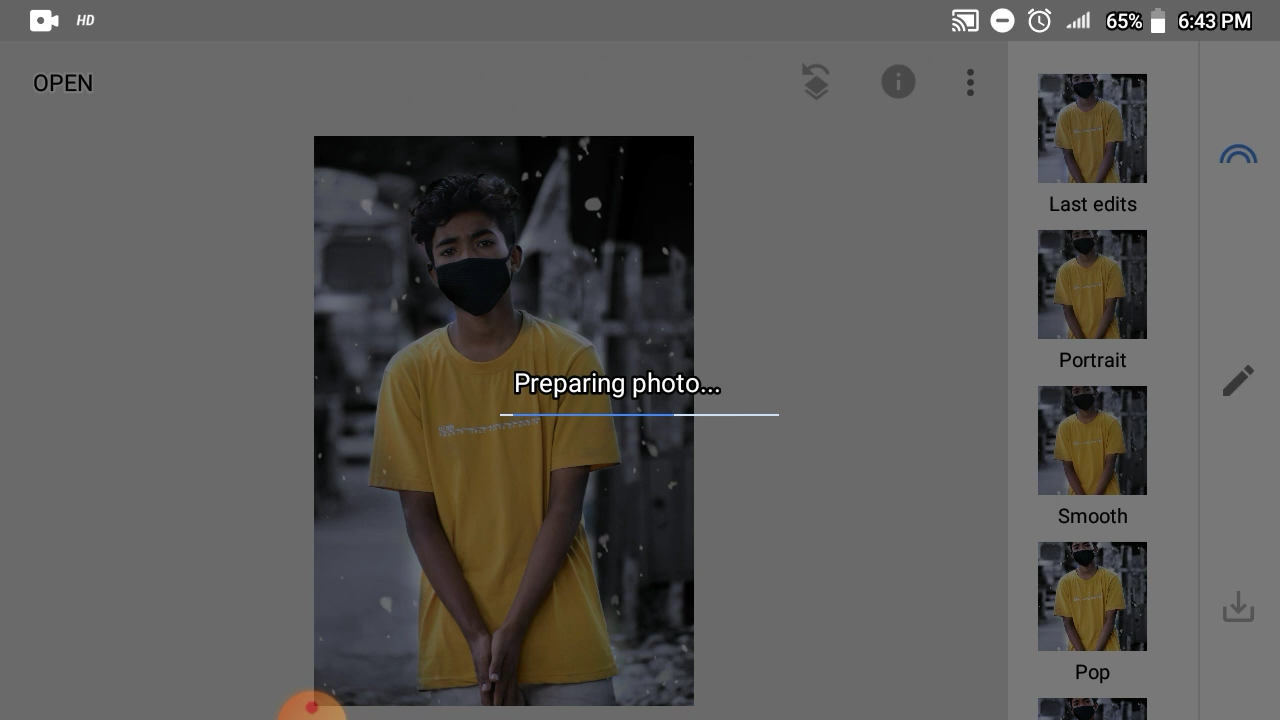 HD
65%
6:43 PM
OPEN
Preparing photo...
Last edits
Portrait
Smooth
Pop